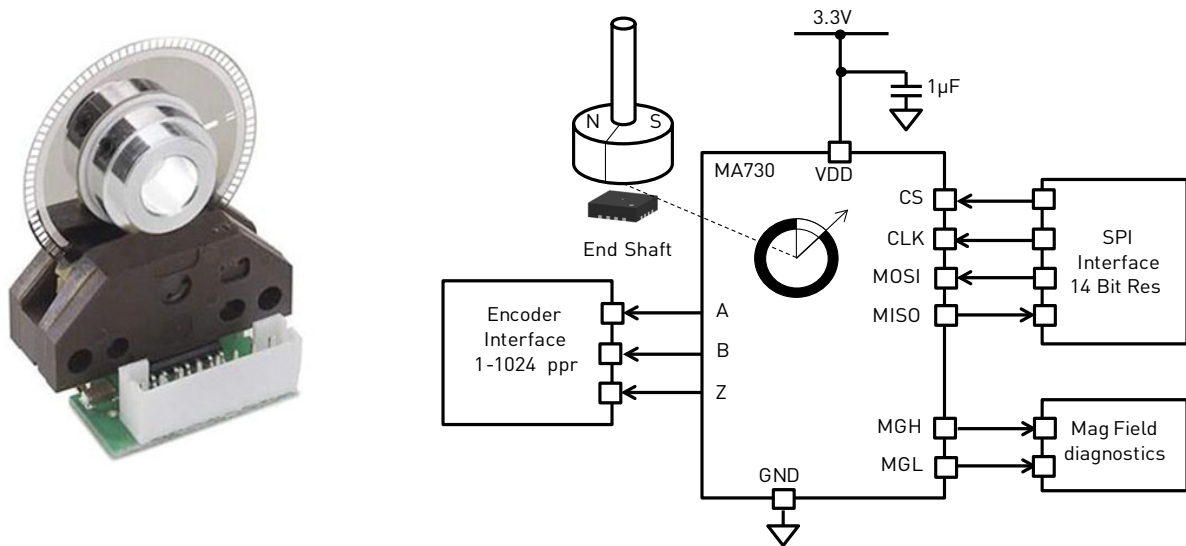 3.3V
1µF
N S
MA730
VDD
End Shaft
CS
CLK
MOSI
MISO
SPI
Interface
14 Bit Res
Encoder
Interface
1-1024 ppr
A
B
Z
MGH
MGL
Mag Field
diagnostics
GND